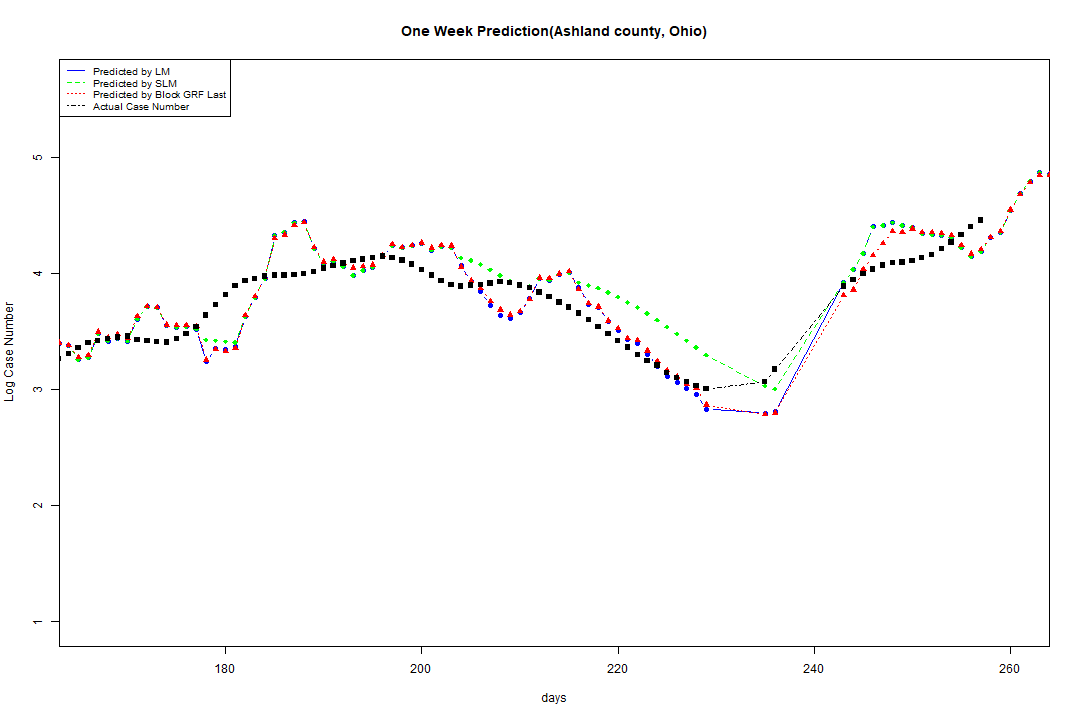 One Week Prediction(Ashland county, Ohio)
Predicted by LM
Predicted by SLM
Predicted by Block GRF Last
Actual Case Number
5
4
3
2
1
Log Case Number
180 200 220 240 260
days